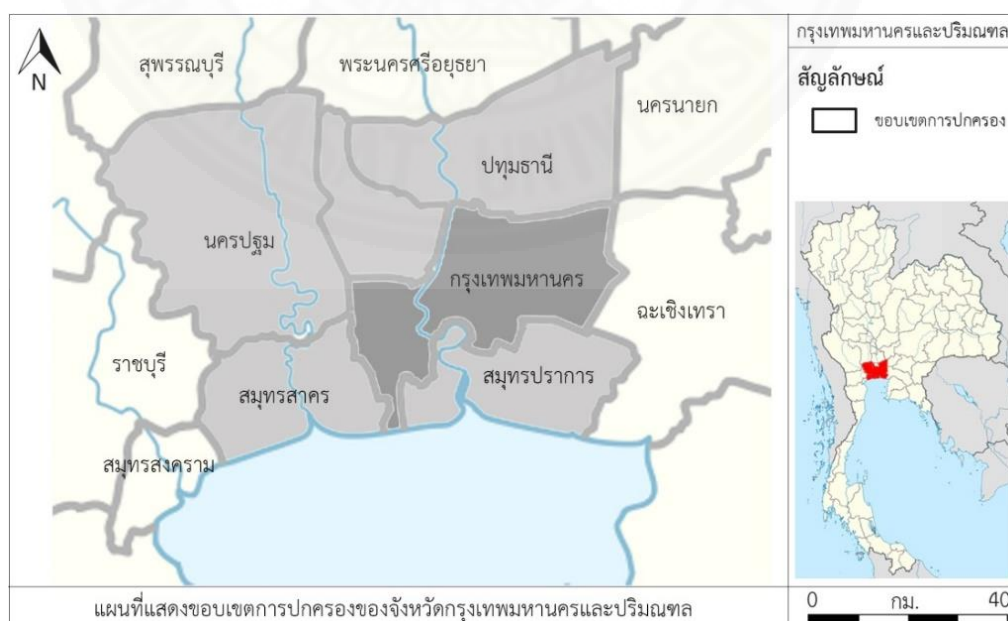 กรุงเทพมหานครและปริมณฑล
สัญลักษณ์
ขอบเขตการปกครอง
N
สุพรรณบุรี
พระนครศรีอยุธยา
นครนายก
ปทุมธานี
นครปฐม
กรุงเทพมหานคร
ฉะเชิงเทรา
ราชบุรี
สมุทรสาคร
สมุทรปราการ
สมุทรสงคราม
แผนที่แสดงขอบเขตการปกครองของจังหวัดกรุงเทพมหานครและปริมณฑล
0 กม. 40